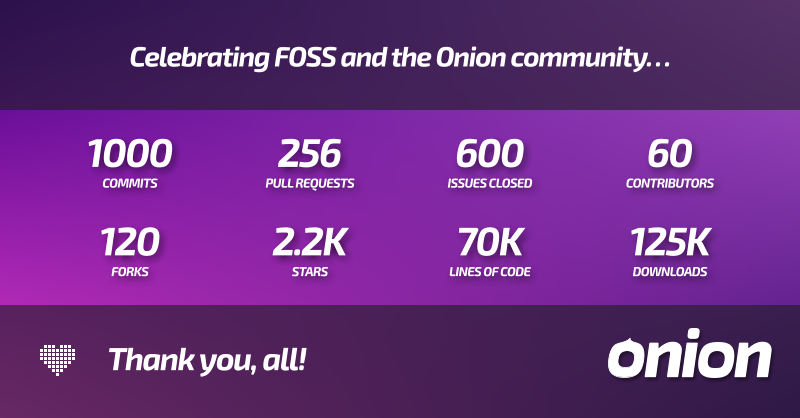 Celebrating FOSS and the Onion community...
1000 256 600 60
COMMITS PULL REQUESTS ISSUES CLOSED CONTRIBUTORS
120 2.2K 70K 125K
FORKS STARS LINES OF CODE DOWNLOADS
Thank you, all!
onion